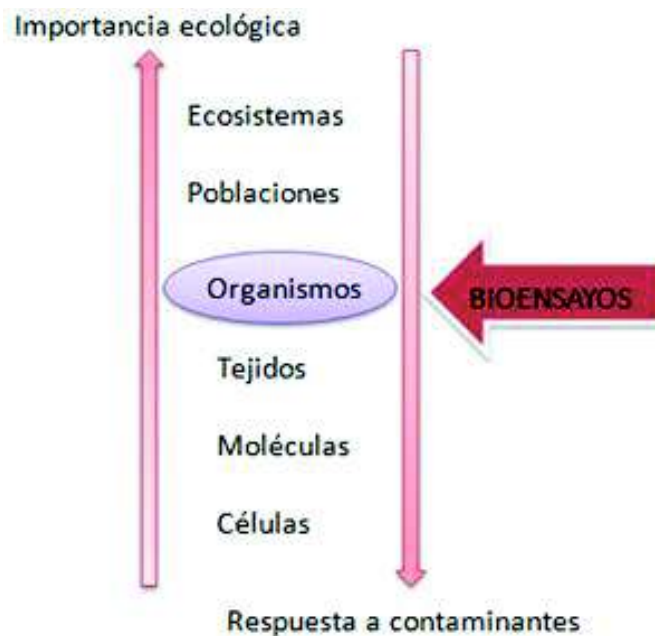 Importancia ecológica
Ecosistemas
Poblaciones
Organismos
BIOENSAYOS
Tejidos
Moléculas
Células
Respuesta a contaminantes